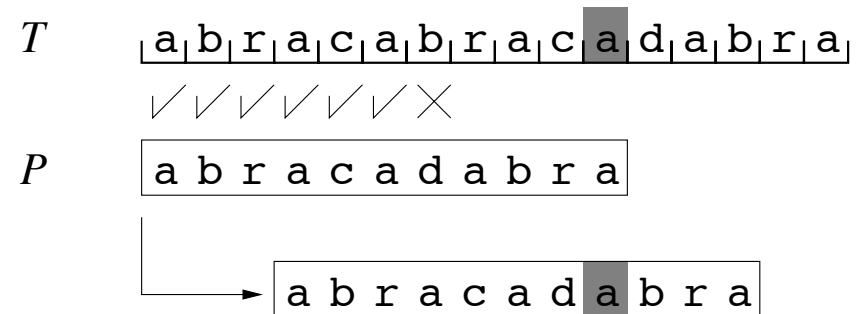 T a b r a c a b r a c a d a b r a
P a b r a c a d a b r a
a b r a c a d a b r a